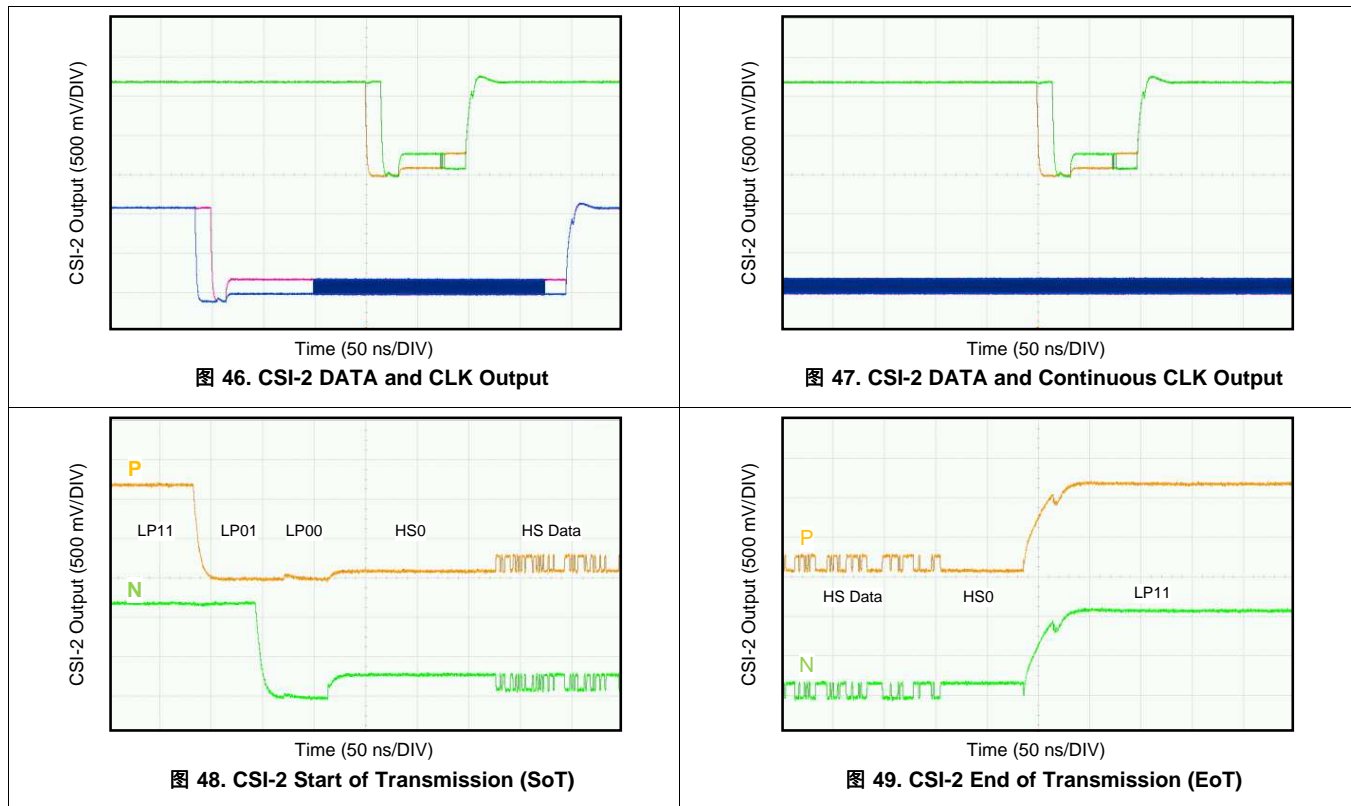 CSI-2 Output (500 mV/DIV)
Time (50 ns/DIV)
图 46. CSI-2 DATA and CLK Output
CSI-2 Output (500 mV/DIV)
Time (50 ns/DIV)
图 47. CSI-2 DATA and Continuous CLK Output
CSI-2 Output (500 mV/DIV)
P
LP11 LP01 LP00 HS0 HS Data
N
Time (50 ns/DIV)
图 48. CSI-2 Start of Transmission (SoT)
CSI-2 Output (500 mV/DIV)
P
HS Data HS0 LP11
N
Time (50 ns/DIV)
图 49. CSI-2 End of Transmission (EoT)